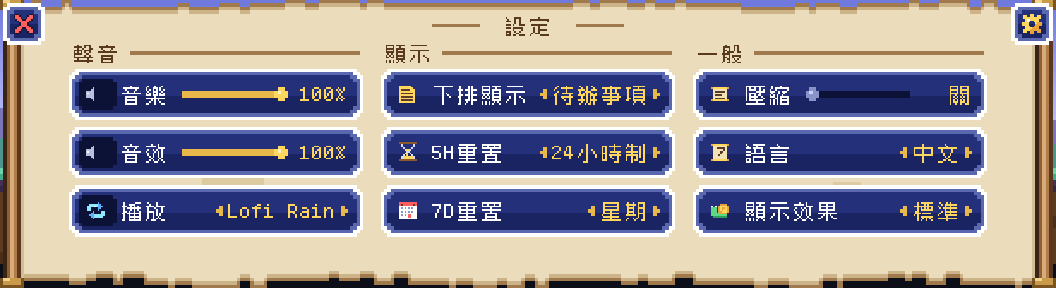 設定
聲音
音樂 100%
音效 100%
播放 Lofi Rain
顯示
下排顯示 待辦事項
5H重置 24小時制
7D重置 星期
一般
壓縮 關
語言 中文
顯示效果 標準